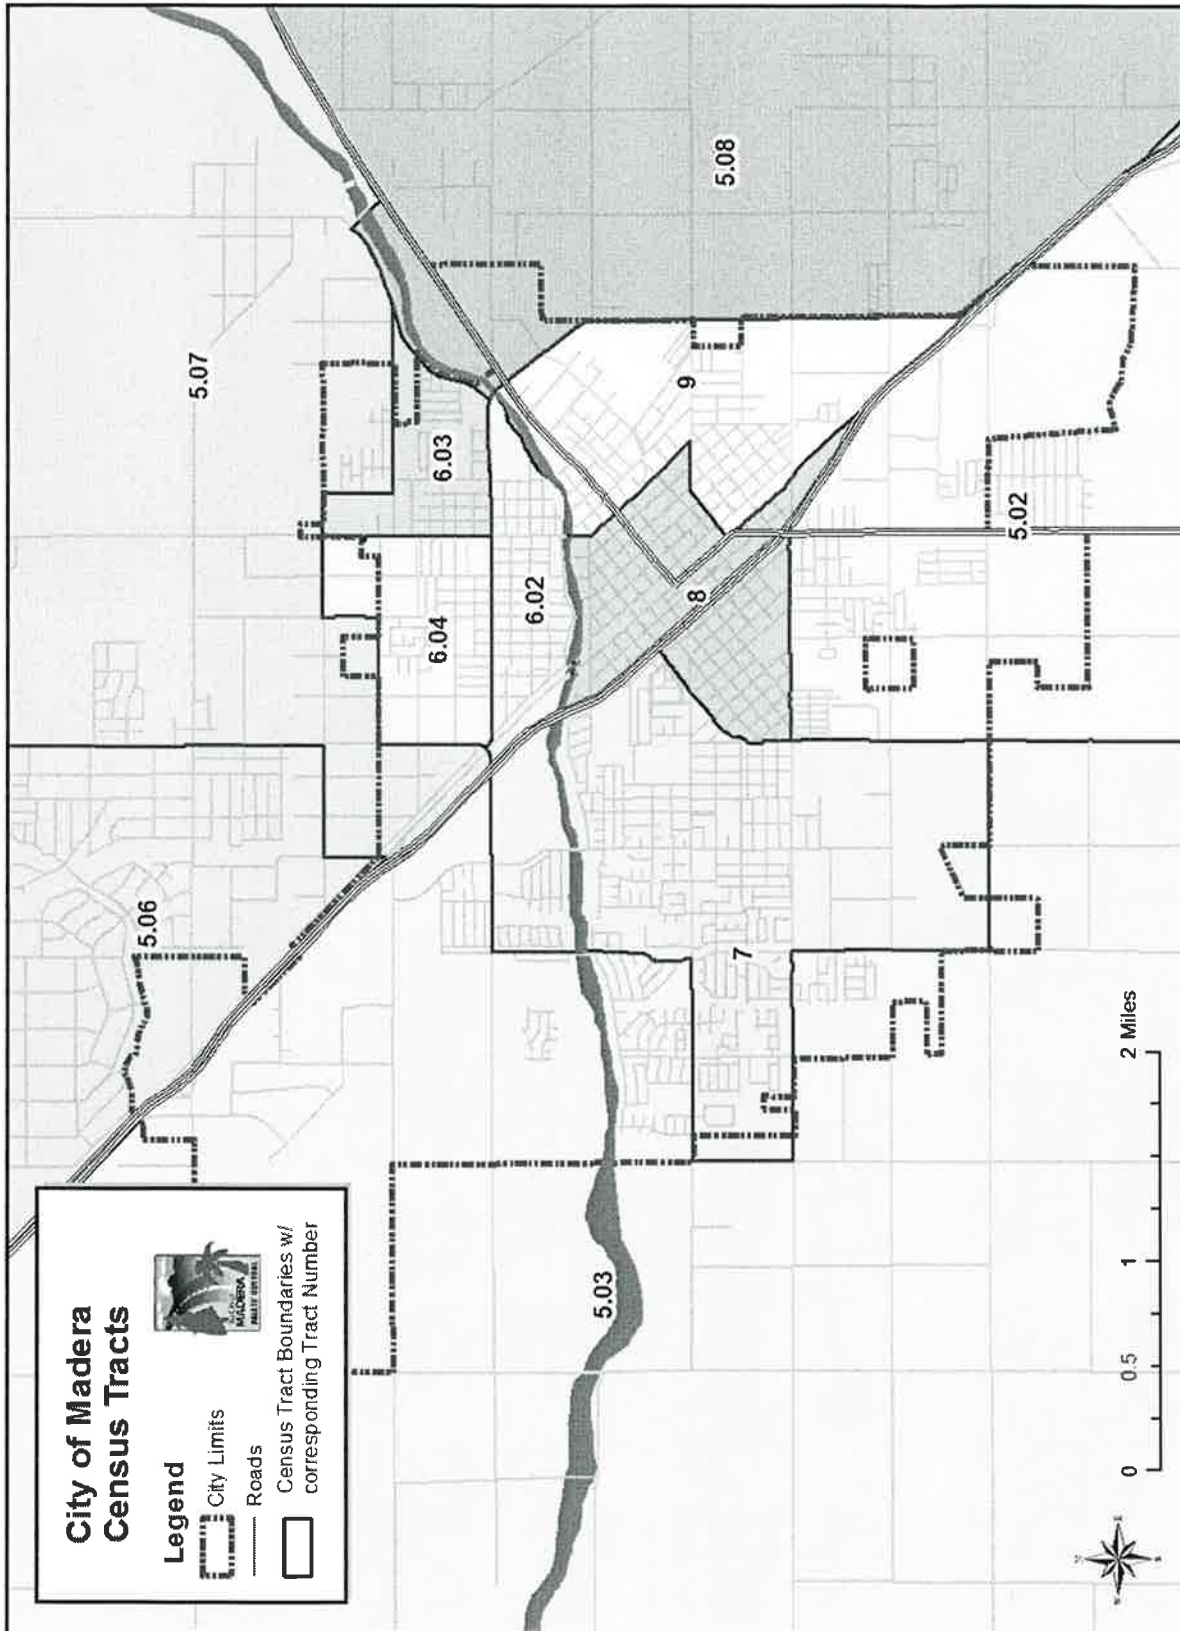 City of Madera
Census Tracts
Legend
City Limits
Roads
Census Tract Boundaries w/
corresponding Tract Number
MADERA
5.06
5.07
5.08
6.03
6.04
6.02
9
8
7
5.02
5.03
0
0.5
1
2 Miles